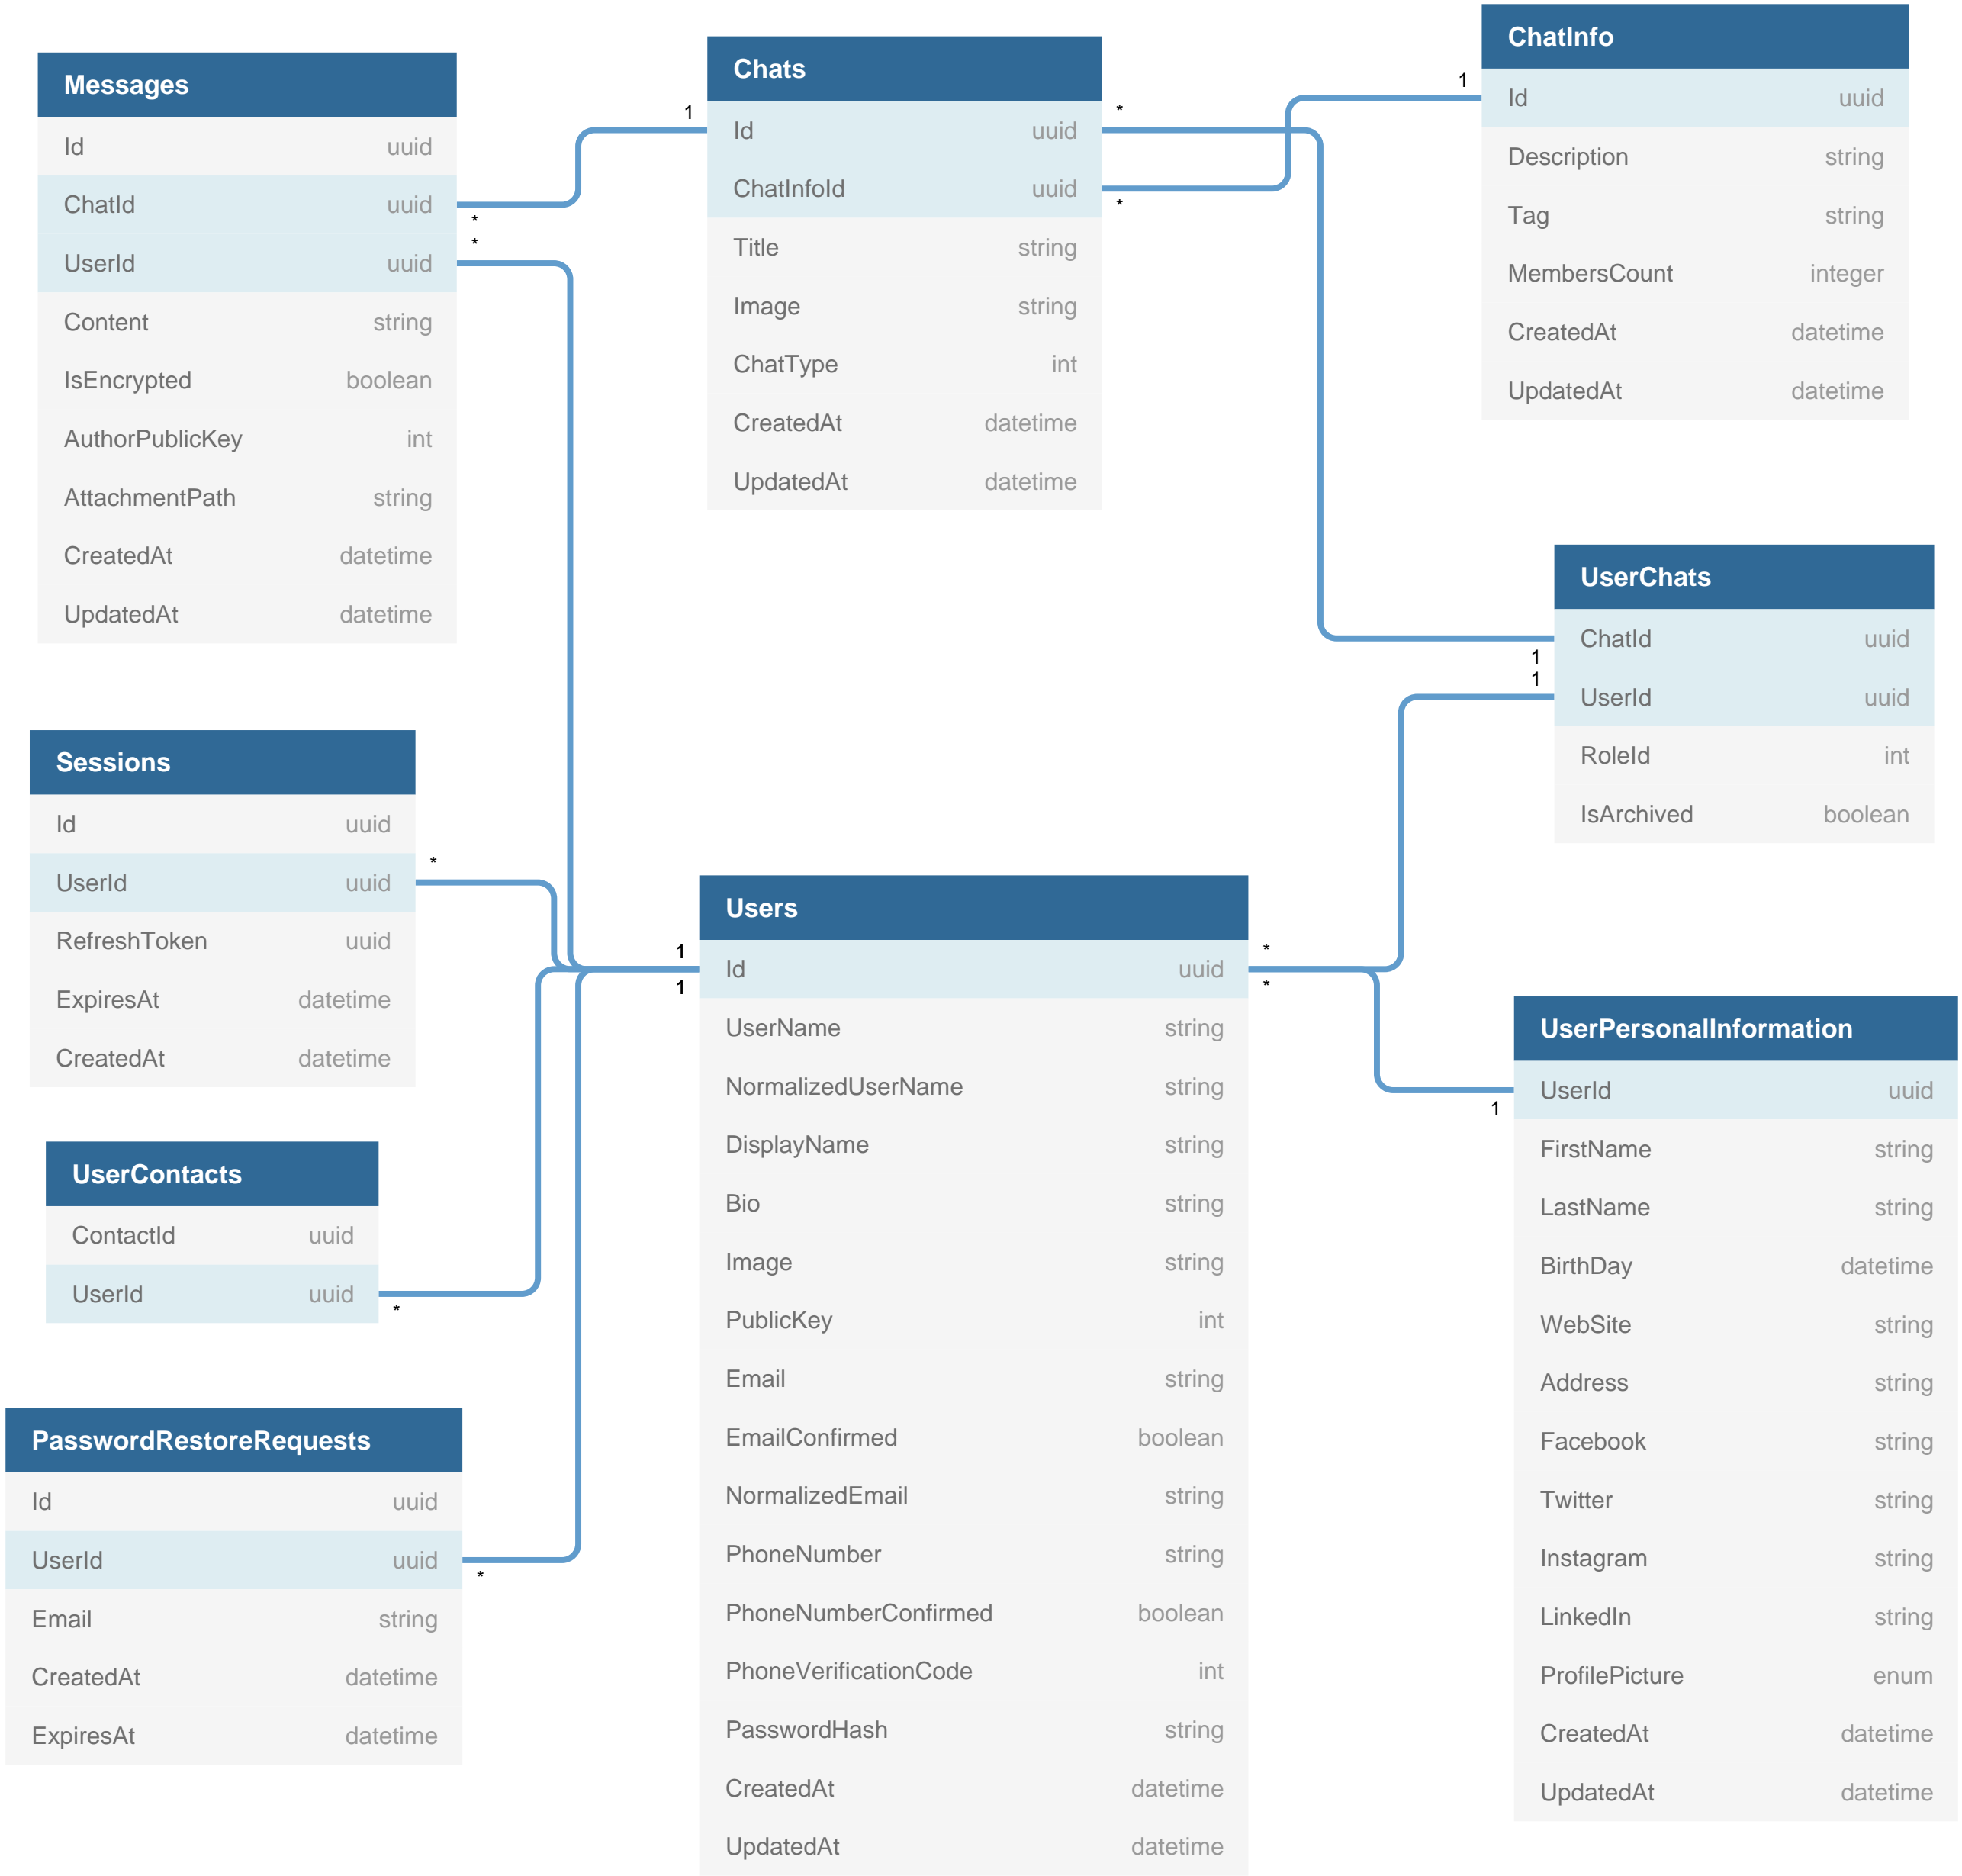 Messages
Id uuid
ChatId uuid
UserId uuid
Content string
IsEncrypted boolean
AuthorPublicKey int
AttachmentPath string
CreatedAt datetime
UpdatedAt datetime
*
*
1
Chats
Id uuid
ChatInfoId uuid
Title string
Image string
ChatType int
CreatedAt datetime
UpdatedAt datetime
*
*
1
ChatInfo
Id uuid
Description string
Tag string
MembersCount integer
CreatedAt datetime
UpdatedAt datetime
UserChats
ChatId uuid
UserId uuid
RoleId int
IsArchived boolean
1
1
Sessions
Id uuid
UserId uuid
RefreshToken uuid
ExpiresAt datetime
CreatedAt datetime
*
UserContacts
ContactId uuid
UserId uuid
*
PasswordRestoreRequests
Id uuid
UserId uuid
Email string
CreatedAt datetime
ExpiresAt datetime
*
1
1
Users
Id uuid
UserName string
NormalizedUserName string
DisplayName string
Bio string
Image string
PublicKey int
Email string
EmailConfirmed boolean
NormalizedEmail string
PhoneNumber string
PhoneNumberConfirmed boolean
PhoneVerificationCode int
PasswordHash string
CreatedAt datetime
UpdatedAt datetime
*
*
1
UserPersonalInformation
UserId uuid
FirstName string
LastName string
BirthDay datetime
WebSite string
Address string
Facebook string
Twitter string
Instagram string
LinkedIn string
ProfilePicture enum
CreatedAt datetime
UpdatedAt datetime